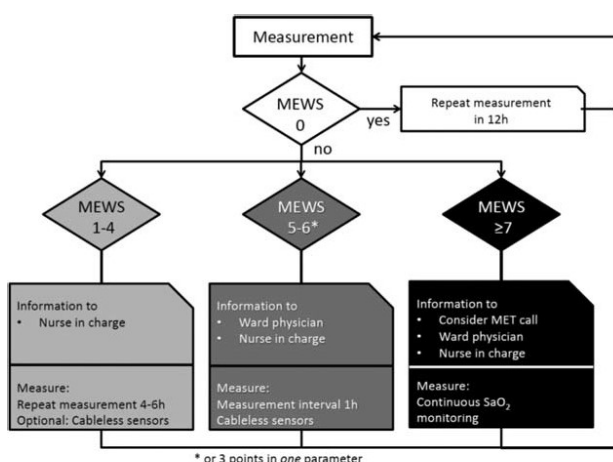 Measurement
MEWS
0
yes
Repeat measurement
in 12h
no
MEWS
1-4
MEWS
5-6*
MEWS
≥7
Information to
• Nurse in charge
Measure:
Repeat measurement 4-6h
Optional: Cableless sensors
Information to
• Ward physician
• Nurse in charge
Measure:
Measurement interval 1h
Cableless sensors
Information to
• Consider MET call
• Ward physician
• Nurse in charge
Measure:
Continuous SaO₂
monitoring
* or 3 points in one parameter